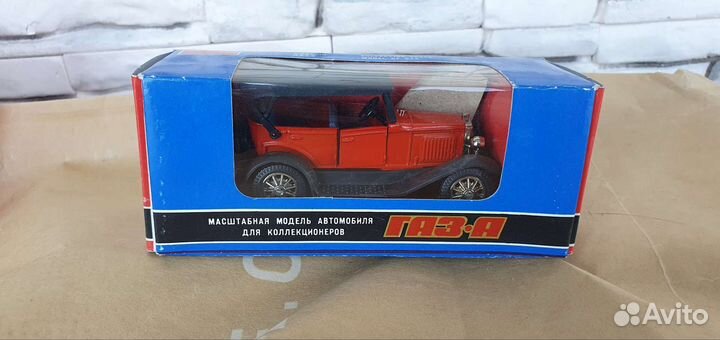 МАСШТАБНАЯ МОДЕЛЬ АВТОМОБИЛЯ
ДЛЯ КОЛЛЕКЦИОНЕРОВ
ГАЗ-А
Avito